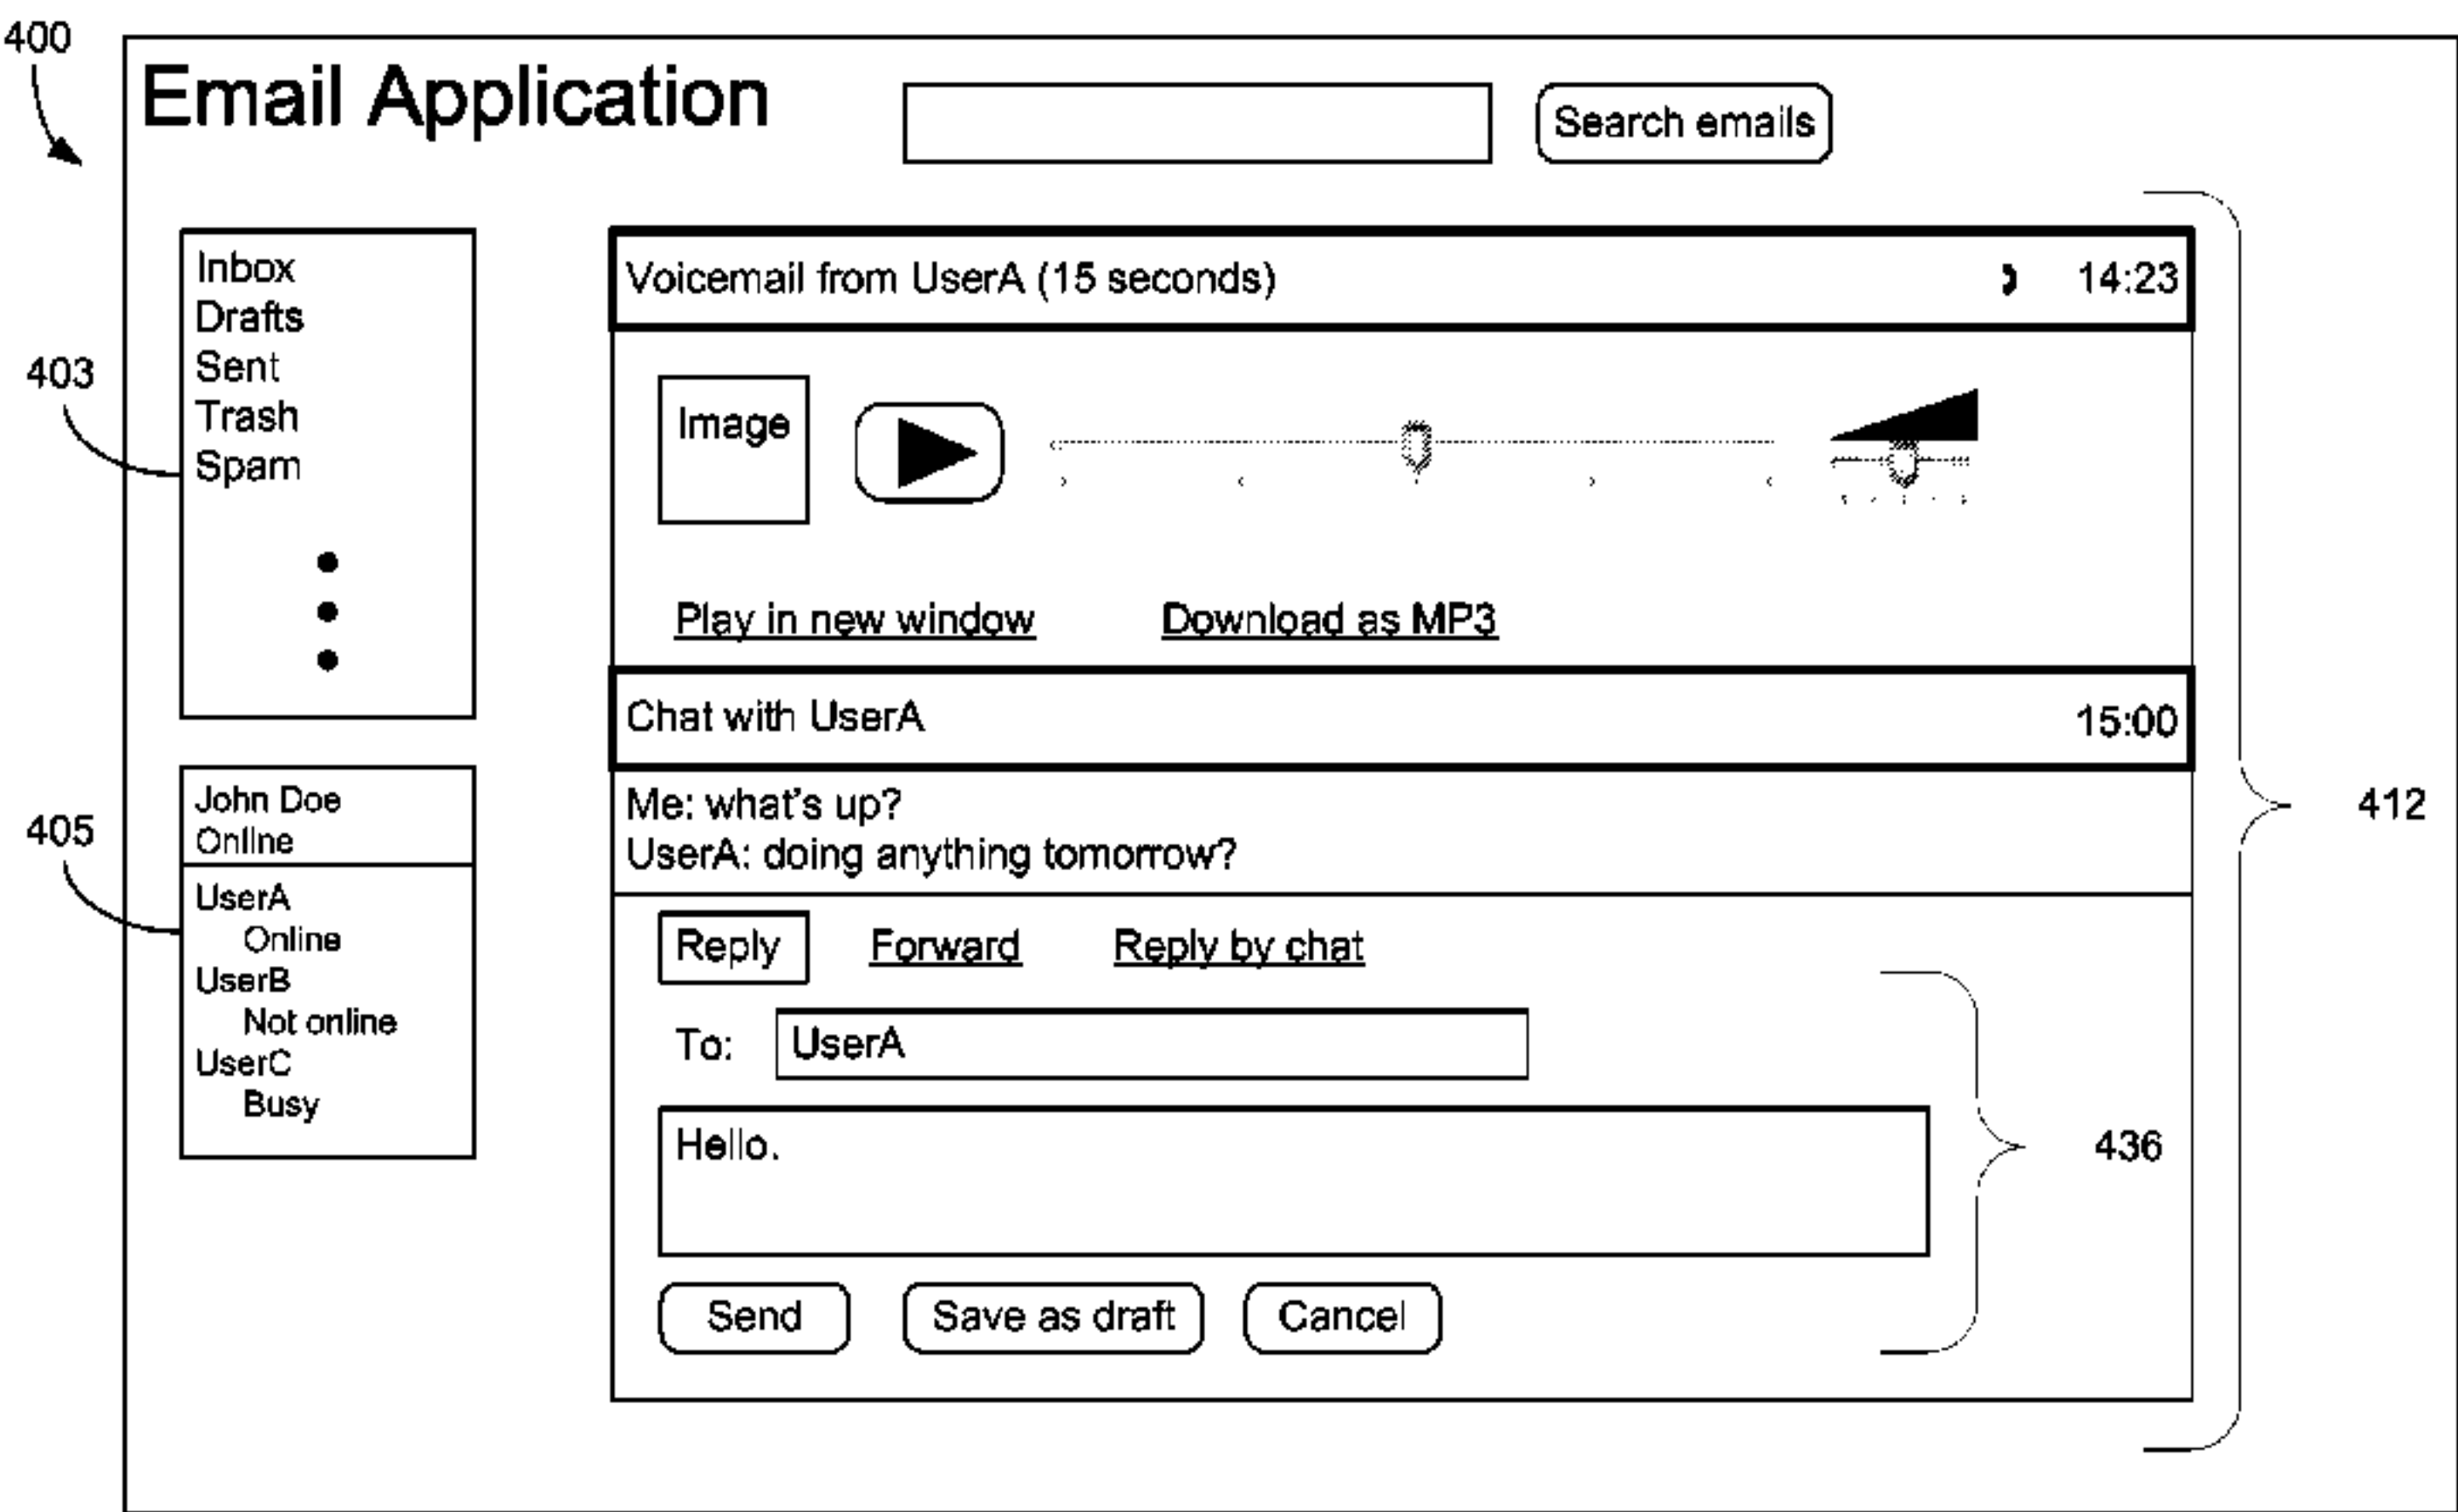 400
Email Application
Search emails
Inbox
Drafts
Sent
Trash
Spam
403
John Doe
Online
UserA
Online
UserB
Not online
UserC
Busy
405
Voicemail from UserA (15 seconds) 14:23
Image
Play in new window Download as MP3
Chat with UserA 15:00
Me: what's up?
UserA: doing anything tomorrow?
Reply Forward Reply by chat
To: UserA
Hello.
Send Save as draft Cancel
436
412